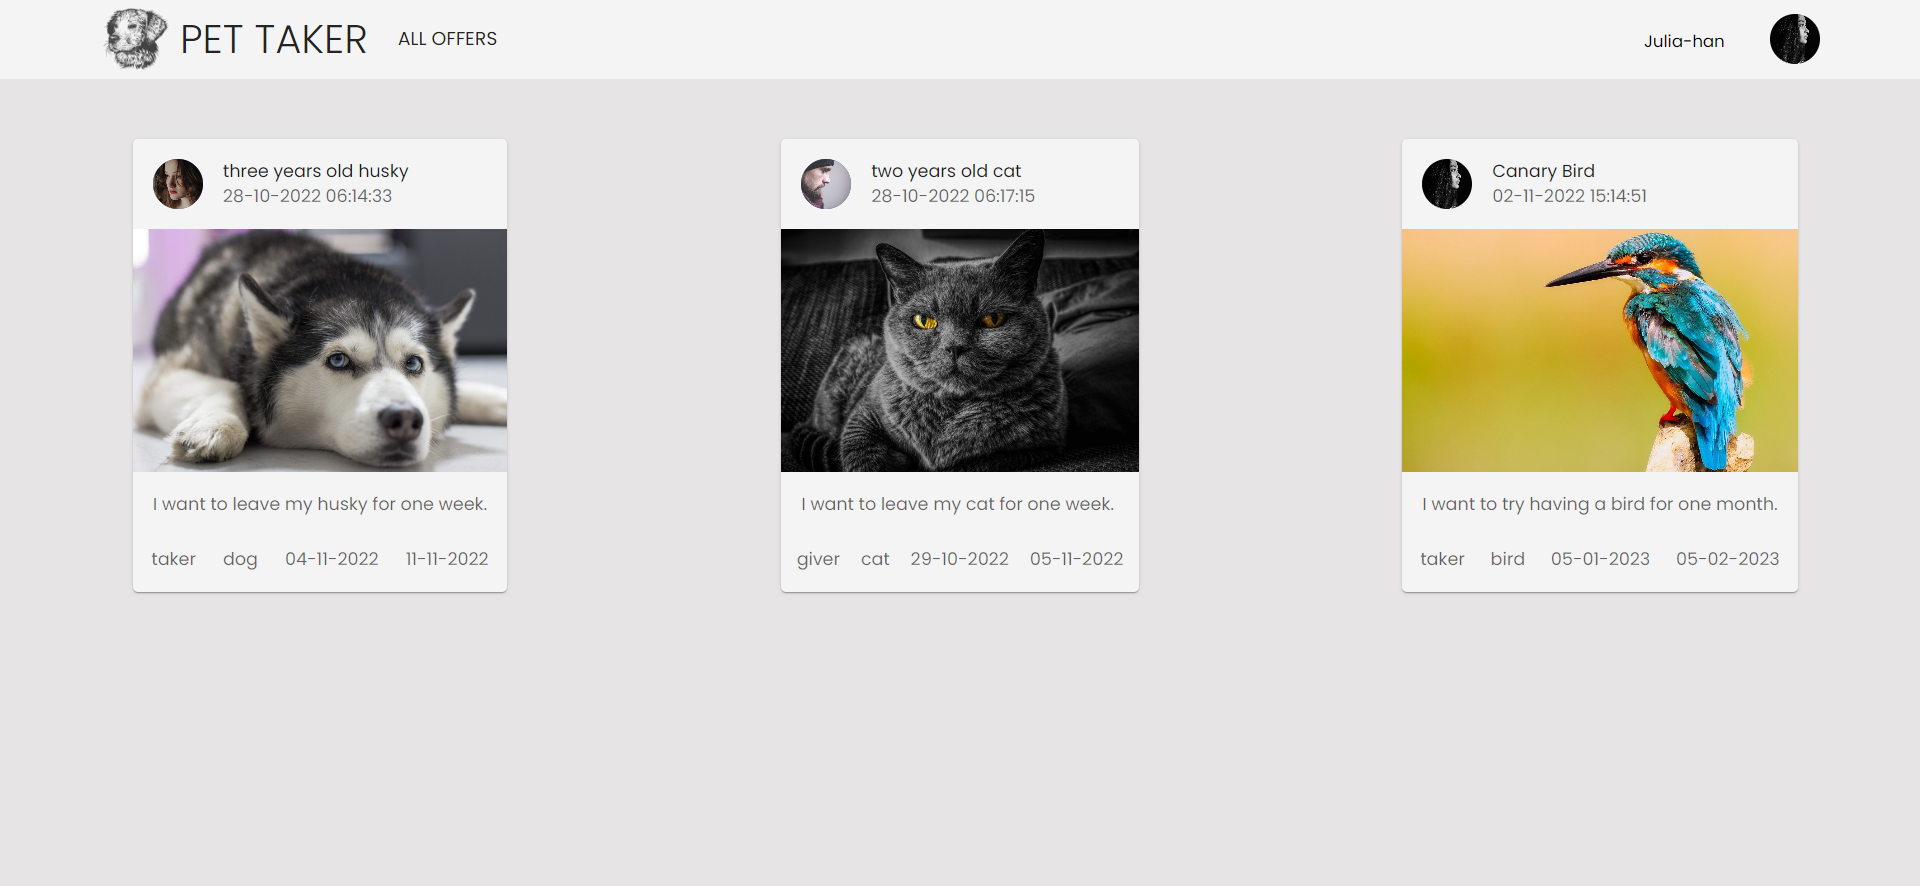 PET TAKER
ALL OFFERS
Julia-han
three years old husky
28-10-2022 06:14:33
I want to leave my husky for one week.
taker dog 04-11-2022 11-11-2022
two years old cat
28-10-2022 06:17:15
I want to leave my cat for one week.
giver cat 29-10-2022 05-11-2022
Canary Bird
02-11-2022 15:14:51
I want to try having a bird for one month.
taker bird 05-01-2023 05-02-2023